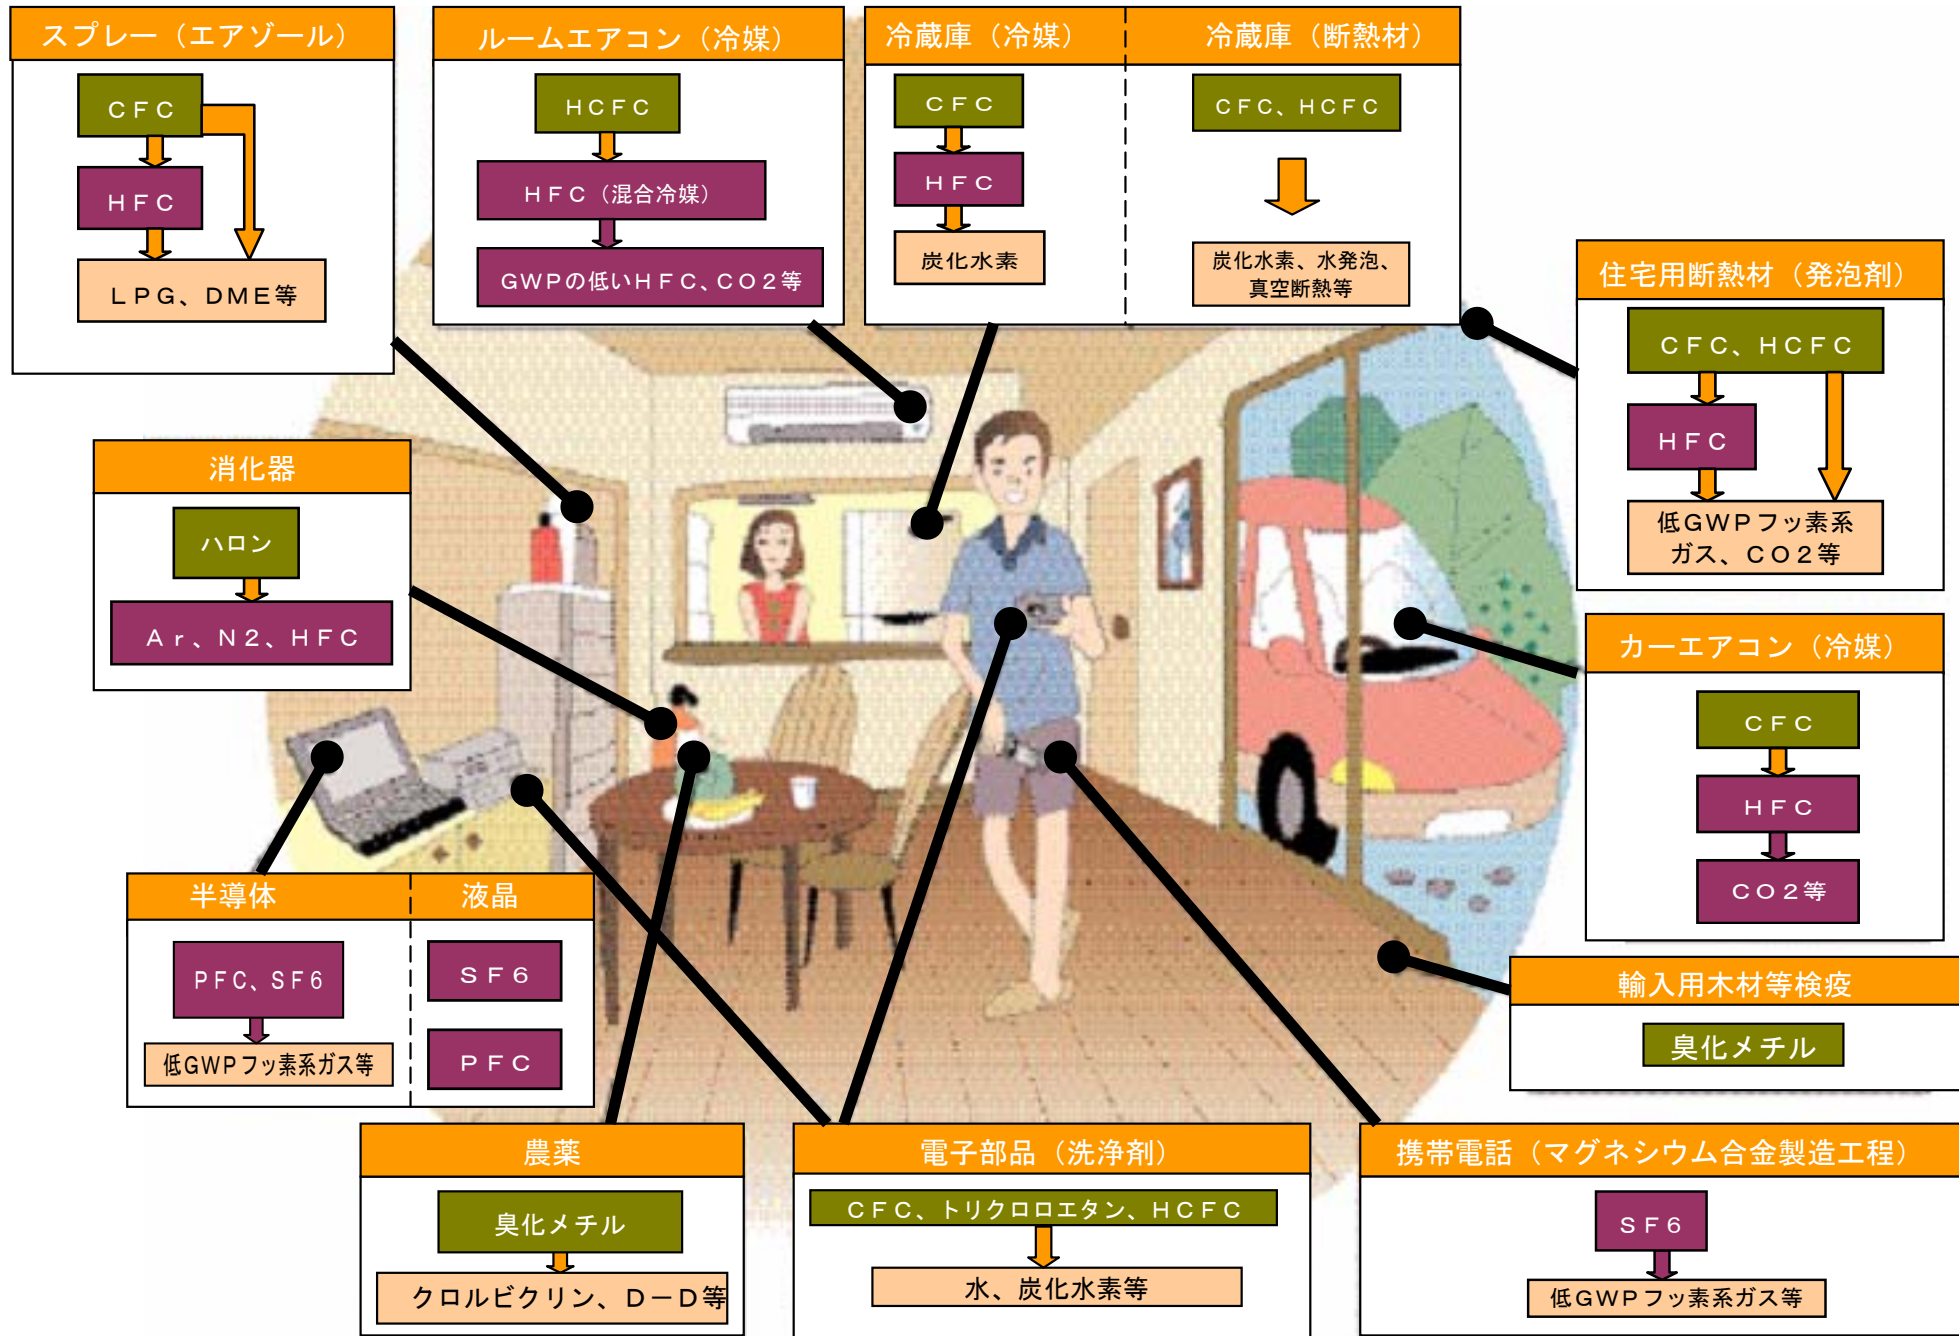 スプレー（エアゾール）
ＣＦＣ
ＨＦＣ
ＬＰＧ、ＤＭＥ等
ルームエアコン（冷媒）
ＨＣＦＣ
ＨＦＣ（混合冷媒）
ＧＷＰの低いＨＦＣ、ＣＯ２等
冷蔵庫（冷媒）
ＣＦＣ
ＨＦＣ
炭化水素
冷蔵庫（断熱材）
ＣＦＣ、ＨＣＦＣ
炭化水素、水発泡、
真空断熱等
住宅用断熱材（発泡剤）
ＣＦＣ、ＨＣＦＣ
ＨＦＣ
低ＧＷＰフッ素系
ガス、ＣＯ２等
消化器
ハロン
Ａｒ、Ｎ２、ＨＦＣ
カーエアコン（冷媒）
ＣＦＣ
ＨＦＣ
ＣＯ２等
半導体
ＰＦＣ、ＳＦ６
低ＧＷＰフッ素系ガス等
液晶
ＳＦ６
ＰＦＣ
輸入用木材等検疫
臭化メチル
農薬
臭化メチル
クロルピクリン、Ｄ－Ｄ等
電子部品（洗浄剤）
ＣＦＣ、トリクロロエタン、ＨＣＦＣ
水、炭化水素等
携帯電話（マグネシウム合金製造工程）
ＳＦ６
低ＧＷＰフッ素系ガス等